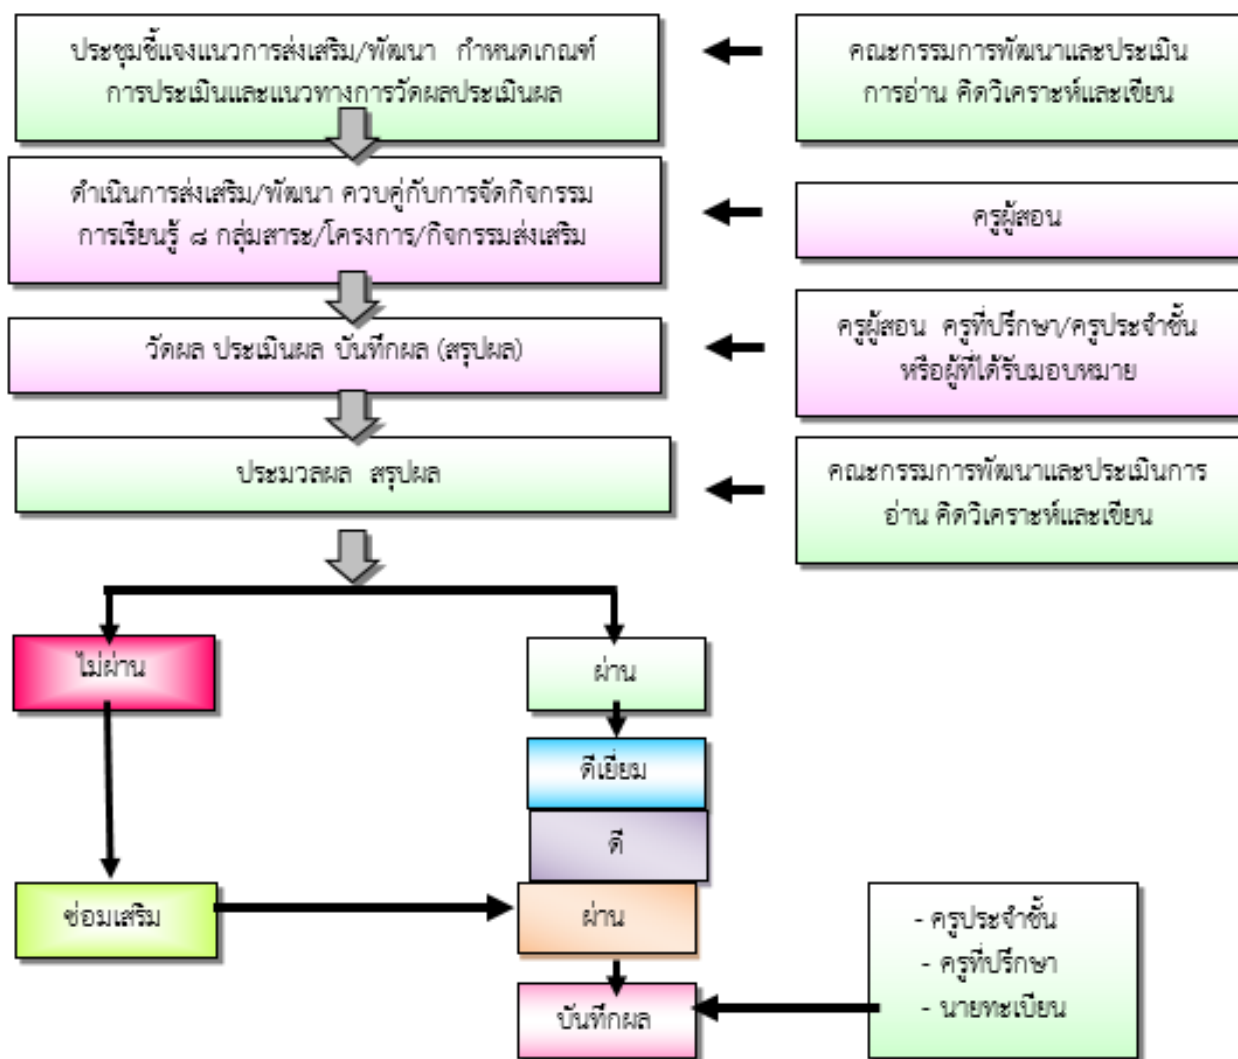 ประชุมชี้แจงแนวการส่งเสริม/พัฒนา กำหนดเกณฑ์
การประเมินและแนวทางการวัดผลประเมินผล
คณะกรรมการพัฒนาและประเมิน
การอ่าน คิดวิเคราะห์และเขียน
ดำเนินการส่งเสริม/พัฒนา ควบคู่กับการจัดกิจกรรม
การเรียนรู้ ๘ กลุ่มสาระ/โครงการ/กิจกรรมส่งเสริม
ครูผู้สอน
วัดผล ประเมินผล บันทึกผล (สรุปผล)
ครูผู้สอน ครูที่ปรึกษา/ครูประจำชั้น
หรือผู้ที่ได้รับมอบหมาย
ประมวลผล สรุปผล
คณะกรรมการพัฒนาและประเมินการ
อ่าน คิดวิเคราะห์และเขียน
ไม่ผ่าน
ผ่าน
ดีเยี่ยม
ดี
ซ่อมเสริม
ผ่าน
- ครูประจำชั้น
- ครูที่ปรึกษา
- นายทะเบียน
บันทึกผล